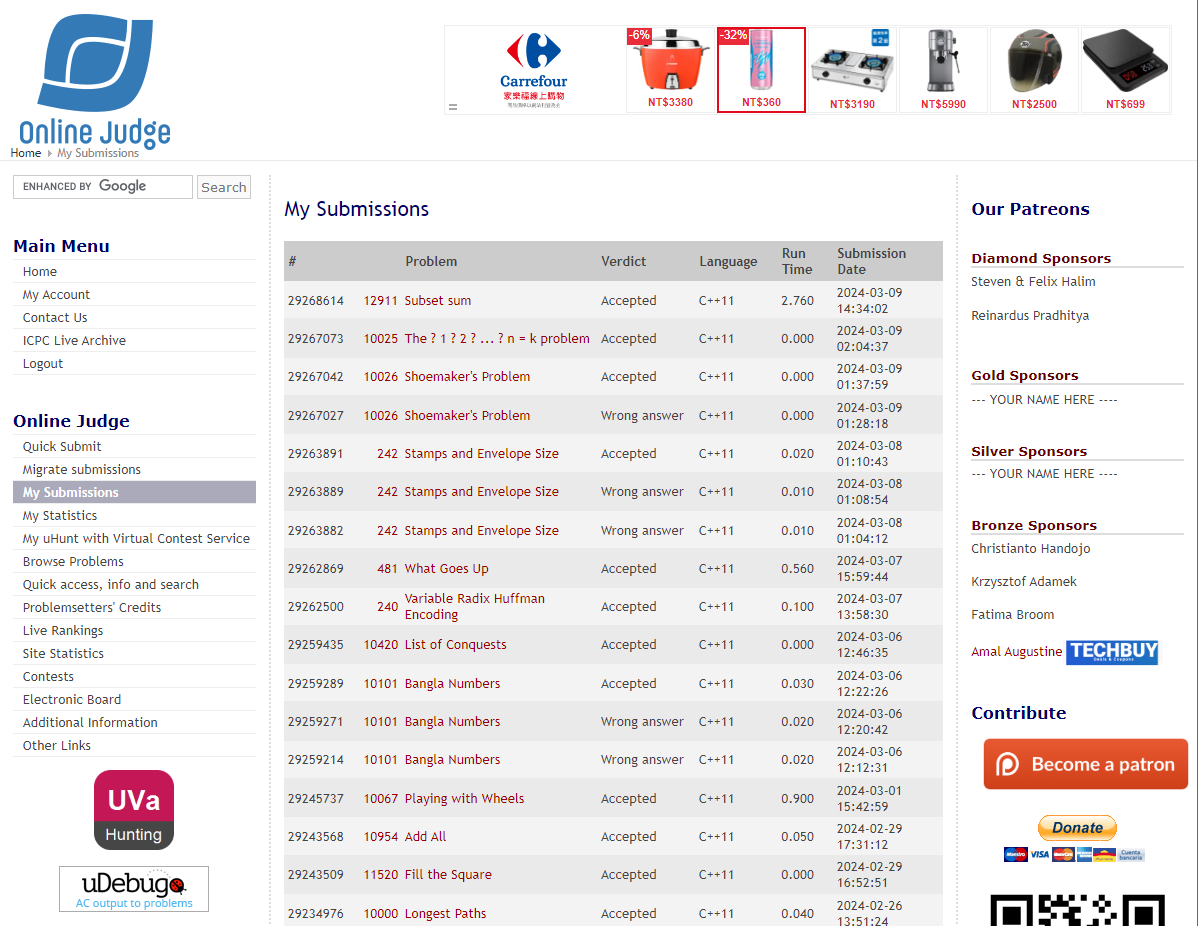 Online Judge
Home My Submissions
Carrefour
家樂福線上購物
-6%
NT$3380
-32%
NT$360
NT$3190
NT$5990
NT$2500
NT$699
ENHANCED BY Google
Search
Main Menu
Home
My Account
Contact Us
ICPC Live Archive
Logout
Online Judge
Quick Submit
Migrate submissions
My Submissions
My Statistics
My uHunt with Virtual Contest Service
Browse Problems
Quick access, info and search
Problemsetters' Credits
Live Rankings
Site Statistics
Contests
Electronic Board
Additional Information
Other Links
UVa
Hunting
uDebug
AC output to problems
My Submissions
# Problem Verdict Language Run Time Submission Date
29268614 12911 Subset sum Accepted C++11 2.760 2024-03-09 14:34:02
29267073 10025 The ? 1 ? 2 ? ... ? n = k problem Accepted C++11 0.000 2024-03-09 02:04:37
29267042 10026 Shoemaker's Problem Accepted C++11 0.000 2024-03-09 01:37:59
29267027 10026 Shoemaker's Problem Wrong answer C++11 0.000 2024-03-09 01:28:18
29263891 242 Stamps and Envelope Size Accepted C++11 0.020 2024-03-08 01:10:43
29263889 242 Stamps and Envelope Size Wrong answer C++11 0.010 2024-03-08 01:08:54
29263882 242 Stamps and Envelope Size Wrong answer C++11 0.010 2024-03-08 01:04:12
29262869 481 What Goes Up Accepted C++11 0.560 2024-03-07 15:59:44
29262500 240 Variable Radix Huffman Encoding Accepted C++11 0.100 2024-03-07 13:58:30
29259435 10420 List of Conquests Accepted C++11 0.000 2024-03-06 12:46:35
29259289 10101 Bangla Numbers Accepted C++11 0.030 2024-03-06 12:22:26
29259271 10101 Bangla Numbers Wrong answer C++11 0.020 2024-03-06 12:20:42
29259214 10101 Bangla Numbers Wrong answer C++11 0.020 2024-03-06 12:12:31
29245737 10067 Playing with Wheels Accepted C++11 0.900 2024-03-01 15:42:59
29243568 10954 Add All Accepted C++11 0.050 2024-02-29 17:31:12
29243509 11520 Fill the Square Accepted C++11 0.000 2024-02-29 16:52:51
29234976 10000 Longest Paths Accepted C++11 0.040 2024-02-26 13:51:24
Our Patreons
Diamond Sponsors
Steven & Felix Halim
Reinardus Pradhitya
Gold Sponsors
--- YOUR NAME HERE ----
Silver Sponsors
--- YOUR NAME HERE ----
Bronze Sponsors
Christianto Handojo
Krzysztof Adamek
Fatima Broom
Amal Augustine TECHBUY
Deals & Coupons
Contribute
Become a patron
Donate
Maestro VISA
Cuenta bancaria